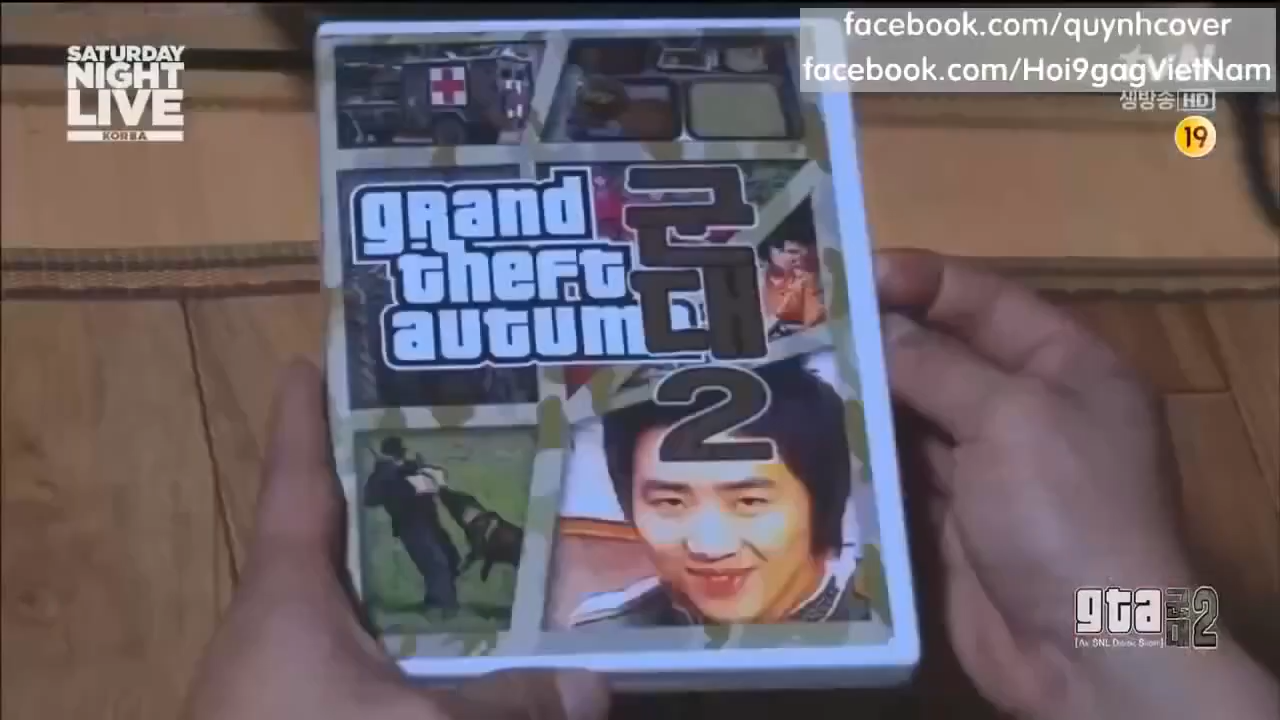 SATURDAY
NIGHT
LIVE
KOREA
facebook.com/quynhcover
facebook.com/Hoi9gagVietNam
tvN
생방송 HD
19
grand
theft
autumn
군대
2
gta 군대 2